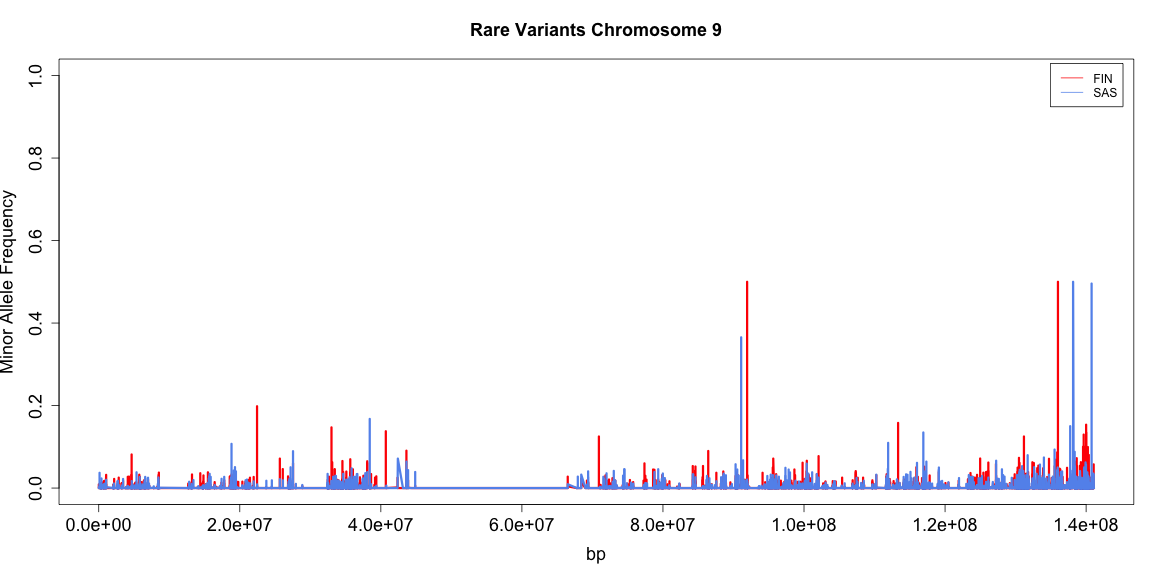 Rare Variants Chromosome 9
Minor Allele Frequency
1.0
0.8
0.6
0.4
0.2
0.0
FIN
SAS
0.0e+00 2.0e+07 4.0e+07 6.0e+07 8.0e+07 1.0e+08 1.2e+08 1.4e+08
bp